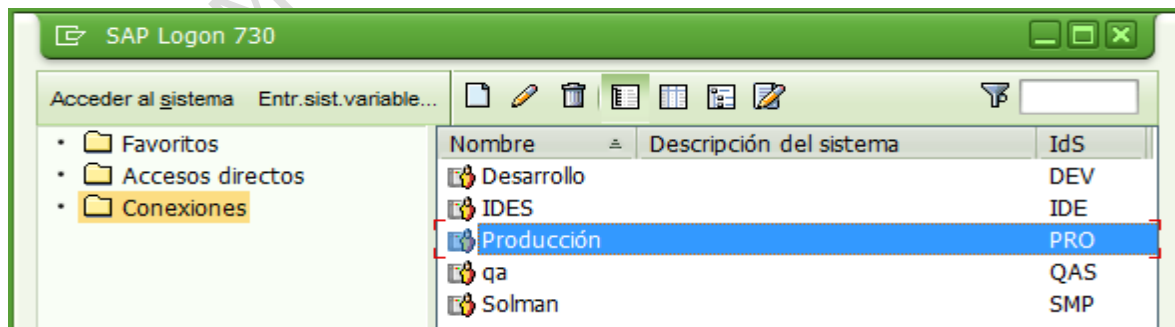 SAP Logon 730
Acceder al sistema Entr.sist.variable...
Favoritos
Accesos directos
Conexiones
Nombre Descripción del sistema IdS
Desarrollo DEV
IDES IDE
Producción PRO
qa QAS
Solman SMP